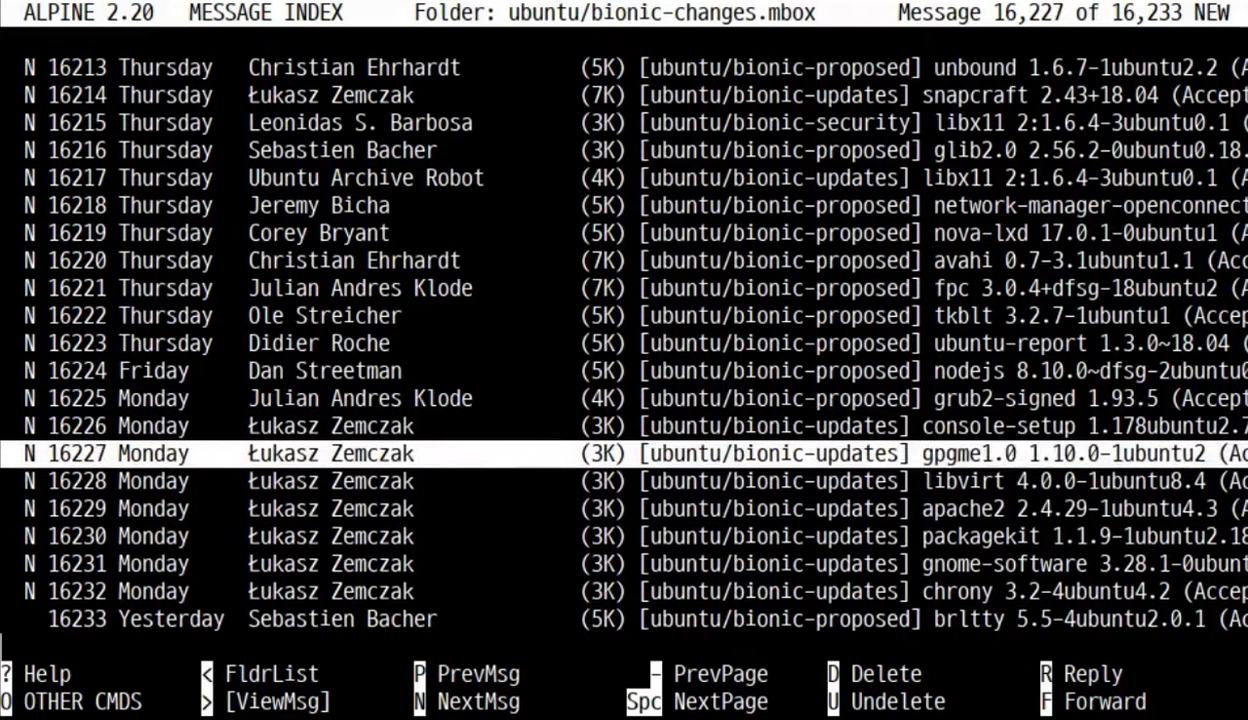 ALPINE 2.20   MESSAGE INDEX      Folder: ubuntu/bionic-changes.mbox       Message 16,227 of 16,233 NEW
N 16213 Thursday   Christian Ehrhardt          (5K) [ubuntu/bionic-proposed] unbound 1.6.7-1ubuntu2.2 (A
N 16214 Thursday   Łukasz Zemczak              (7K) [ubuntu/bionic-updates] snapcraft 2.43+18.04 (Accept
N 16215 Thursday   Leonidas S. Barbosa         (3K) [ubuntu/bionic-security] libx11 2:1.6.4-3ubuntu0.1 (
N 16216 Thursday   Sebastien Bacher            (3K) [ubuntu/bionic-proposed] glib2.0 2.56.2-0ubuntu0.18.
N 16217 Thursday   Ubuntu Archive Robot        (4K) [ubuntu/bionic-updates] libx11 2:1.6.4-3ubuntu0.1 (A
N 16218 Thursday   Jeremy Bicha                (5K) [ubuntu/bionic-proposed] network-manager-openconnect
N 16219 Thursday   Corey Bryant                (5K) [ubuntu/bionic-proposed] nova-lxd 17.0.1-0ubuntu1 (A
N 16220 Thursday   Christian Ehrhardt          (7K) [ubuntu/bionic-proposed] avahi 0.7-3.1ubuntu1.1 (Acc
N 16221 Thursday   Julian Andres Klode         (7K) [ubuntu/bionic-proposed] fpc 3.0.4+dfsg-18ubuntu2 (A
N 16222 Thursday   Ole Streicher               (5K) [ubuntu/bionic-proposed] tkblt 3.2.7-1ubuntu1 (Accep
N 16223 Thursday   Didier Roche                (5K) [ubuntu/bionic-proposed] ubuntu-report 1.3.0~18.04 (
N 16224 Friday     Dan Streetman               (5K) [ubuntu/bionic-proposed] nodejs 8.10.0~dfsg-2ubuntu0
N 16225 Monday     Julian Andres Klode         (4K) [ubuntu/bionic-proposed] grub2-signed 1.93.5 (Accept
N 16226 Monday     Łukasz Zemczak              (3K) [ubuntu/bionic-updates] console-setup 1.178ubuntu2.7
N 16227 Monday     Łukasz Zemczak              (3K) [ubuntu/bionic-updates] gpgme1.0 1.10.0-1ubuntu2 (Ac
N 16228 Monday     Łukasz Zemczak              (3K) [ubuntu/bionic-updates] libvirt 4.0.0-1ubuntu8.4 (Ac
N 16229 Monday     Łukasz Zemczak              (3K) [ubuntu/bionic-updates] apache2 2.4.29-1ubuntu4.3 (A
N 16230 Monday     Łukasz Zemczak              (3K) [ubuntu/bionic-updates] packagekit 1.1.9-1ubuntu2.18
N 16231 Monday     Łukasz Zemczak              (3K) [ubuntu/bionic-updates] gnome-software 3.28.1-0ubunt
N 16232 Monday     Łukasz Zemczak              (3K) [ubuntu/bionic-updates] chrony 3.2-4ubuntu4.2 (Accep
16233 Yesterday  Sebastien Bacher            (5K) [ubuntu/bionic-proposed] brltty 5.5-4ubuntu2.0.1 (Ac
? Help   < FldrList   P PrevMsg   - PrevPage   D Delete   R Reply
O OTHER CMDS   > [ViewMsg]   N NextMsg   Spc NextPage   U Undelete   F Forward